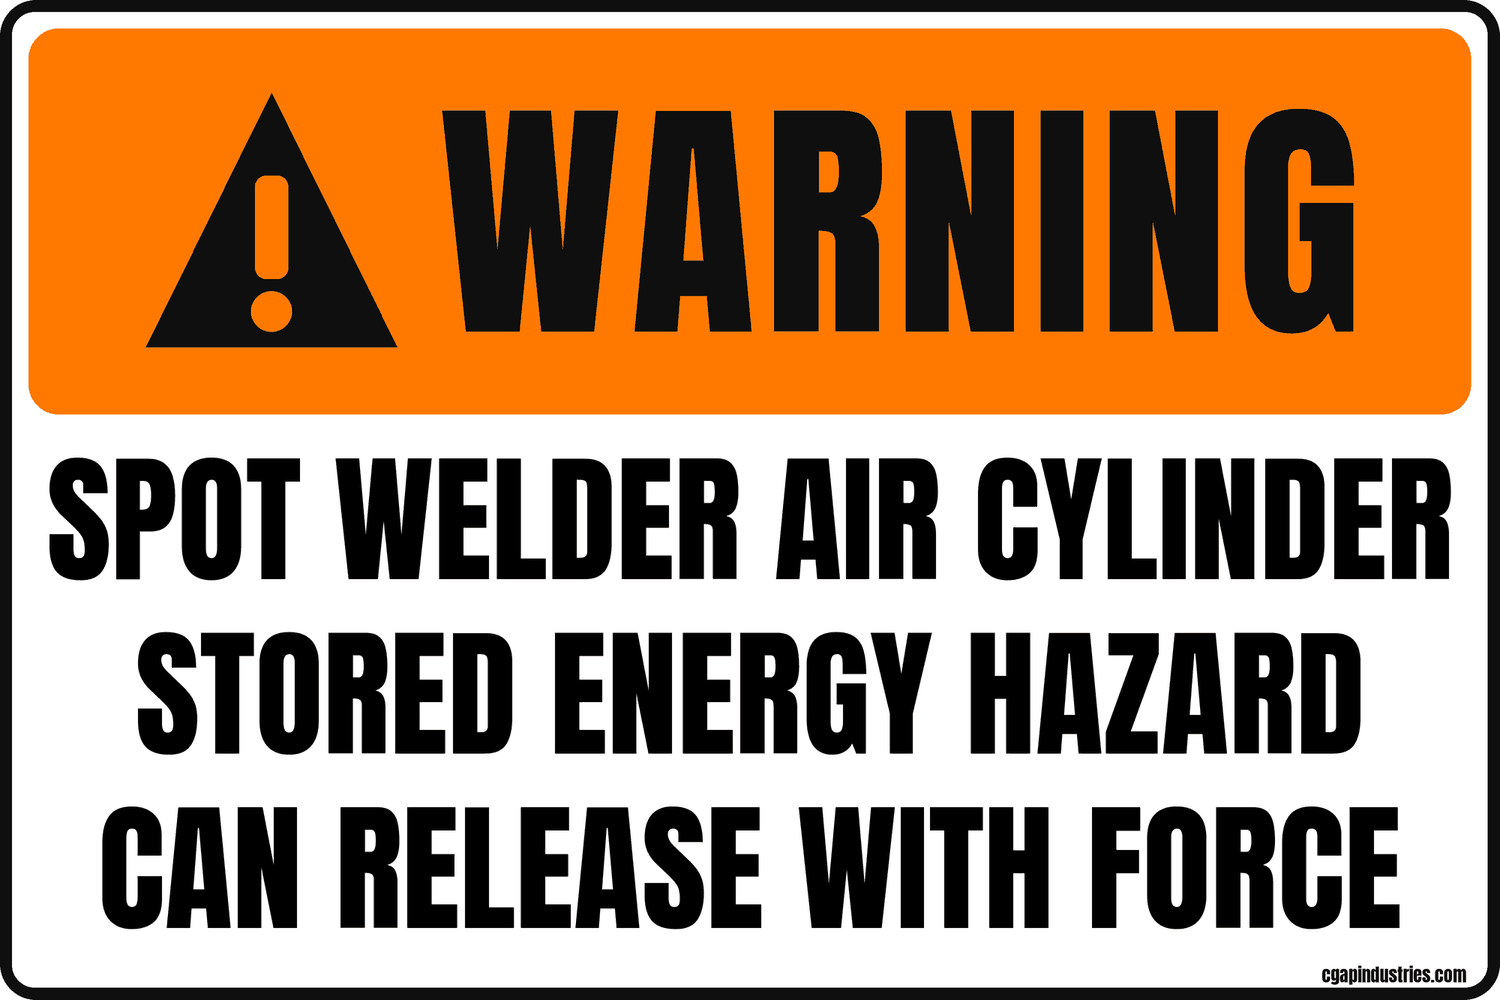 WARNING
SPOT WELDER AIR CYLINDER
STORED ENERGY HAZARD
CAN RELEASE WITH FORCE
cgapindustries.com